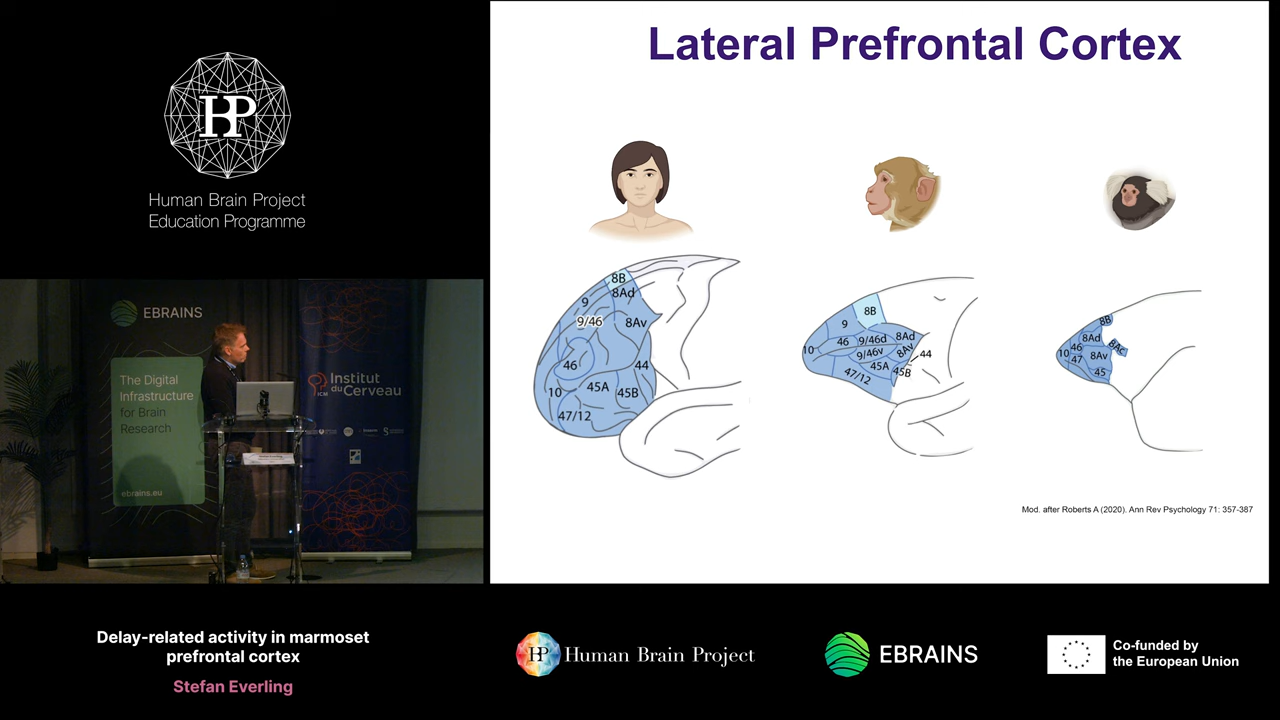 HP
Human Brain Project
Education Programme
EBRAINS
The Digital
Infrastructure
for Brain
Research
ebrains.eu
Institut
du Cerveau
ICM
Lateral Prefrontal Cortex
8B
8Ad
9
9/46
8Av
46
44
10
45A
45B
47/12
8B
9
46
9/46d
8Ad
10
9/46v
8Av
44
45A
45B
47/12
8B
8Ad
46
8Ac
10
47
8Av
45
Mod. after Roberts A (2020). Ann Rev Psychology 71: 357-387
Delay-related activity in marmoset
prefrontal cortex
Stefan Everling
HP
Human Brain Project
EBRAINS
Co-funded by
the European Union